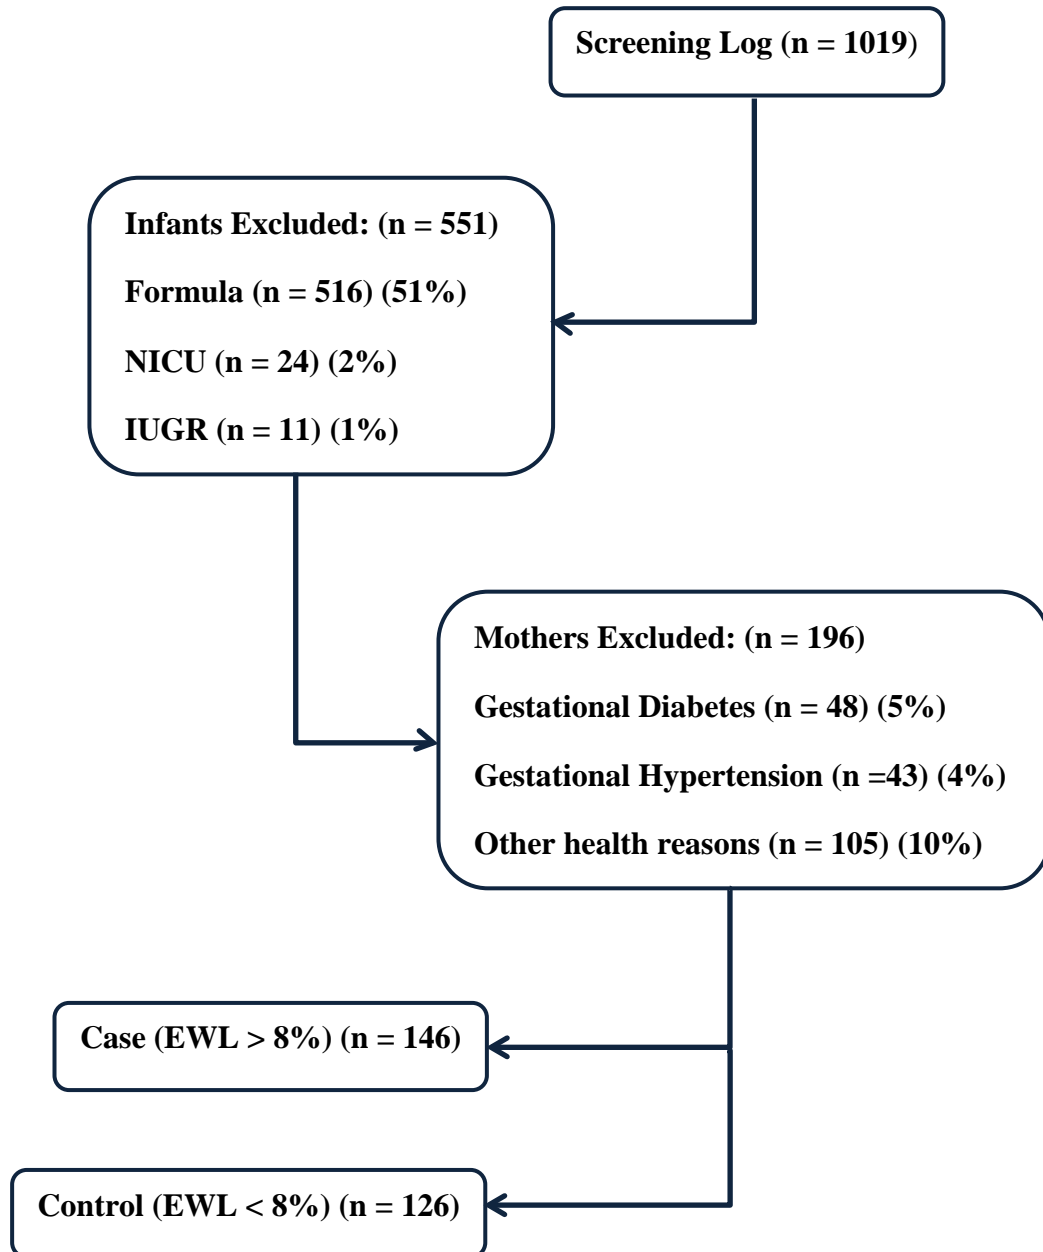 Screening Log (n = 1019)
Infants Excluded: (n = 551)
Formula (n = 516) (51%)
NICU (n = 24) (2%)
IUGR (n = 11) (1%)
Mothers Excluded: (n = 196)
Gestational Diabetes (n = 48) (5%)
Gestational Hypertension (n =43) (4%)
Other health reasons (n = 105) (10%)
Case (EWL > 8%) (n = 146)
Control (EWL < 8%) (n = 126)